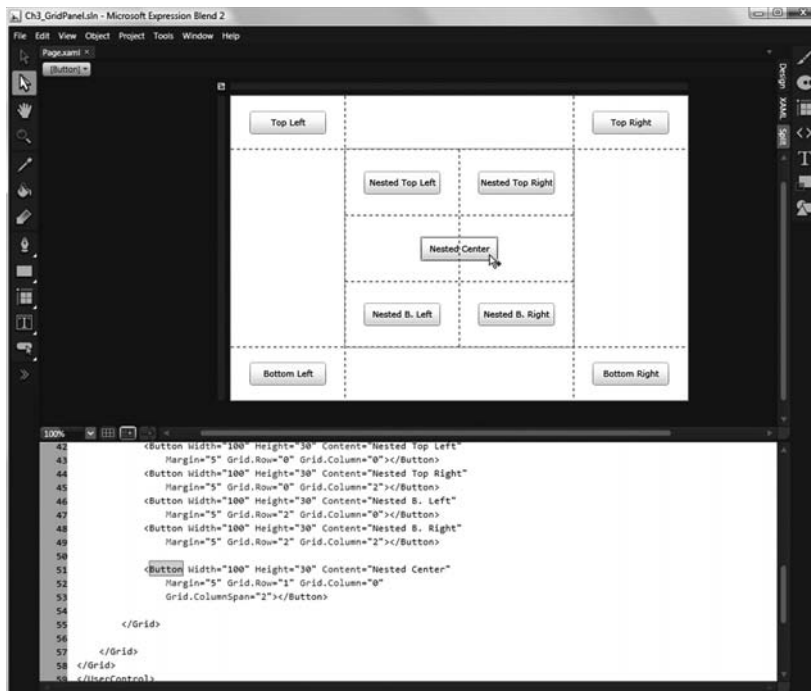 Ch3_GridPanel.sln - Microsoft Expression Blend 2
File Edit View Object Project Tools Window Help
Page.xaml ×
[Button]
Design
XAML
Split
Top Left
Top Right
Nested Top Left
Nested Top Right
Nested Center
Nested B. Left
Nested B. Right
Bottom Left
Bottom Right
100%
42 <Button Width="100" Height="30" Content="Nested Top Left"
43 Margin="5" Grid.Row="0" Grid.Column="0"></Button>
44 <Button Width="100" Height="30" Content="Nested Top Right"
45 Margin="5" Grid.Row="0" Grid.Column="2"></Button>
46 <Button Width="100" Height="30" Content="Nested B. Left"
47 Margin="5" Grid.Row="2" Grid.Column="0"></Button>
48 <Button Width="100" Height="30" Content="Nested B. Right"
49 Margin="5" Grid.Row="2" Grid.Column="2"></Button>
50
51 <Button Width="100" Height="30" Content="Nested Center"
52 Margin="5" Grid.Row="1" Grid.Column="0"
53 Grid.ColumnSpan="2"></Button>
54
55 </Grid>
56
57 </Grid>
58 </Grid>
59 </UserControl>